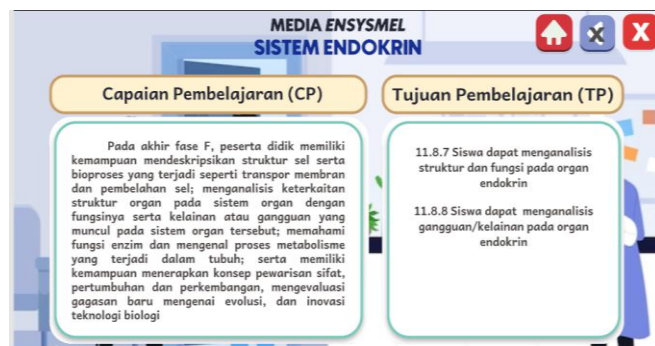 MEDIA ENSYSMEL
SISTEM ENDOKRIN
X
X
Capaian Pembelajaran (CP)
Pada akhir fase F, peserta didik memiliki
kemampuan mendeskripsikan struktur sel serta
bioproses yang terjadi seperti transpor membran
dan pembelahan sel; menganalisis keterkaitan
struktur organ pada sistem organ dengan
fungsinya serta kelainan atau gangguan yang
muncul pada sistem organ tersebut; memahami
fungsi enzim dan mengenal proses metabolisme
yang terjadi dalam tubuh; serta memiliki
kemampuan menerapkan konsep pewarisan sifat,
pertumbuhan dan perkembangan, mengevaluasi
gagasan baru mengenai evolusi, dan inovasi
teknologi biologi
Tujuan Pembelajaran (TP)
11.8.7 Siswa dapat menganalisis
struktur dan fungsi pada organ
endokrin
11.8.8 Siswa dapat menganalisis
gangguan/kelainan pada organ
endokrin